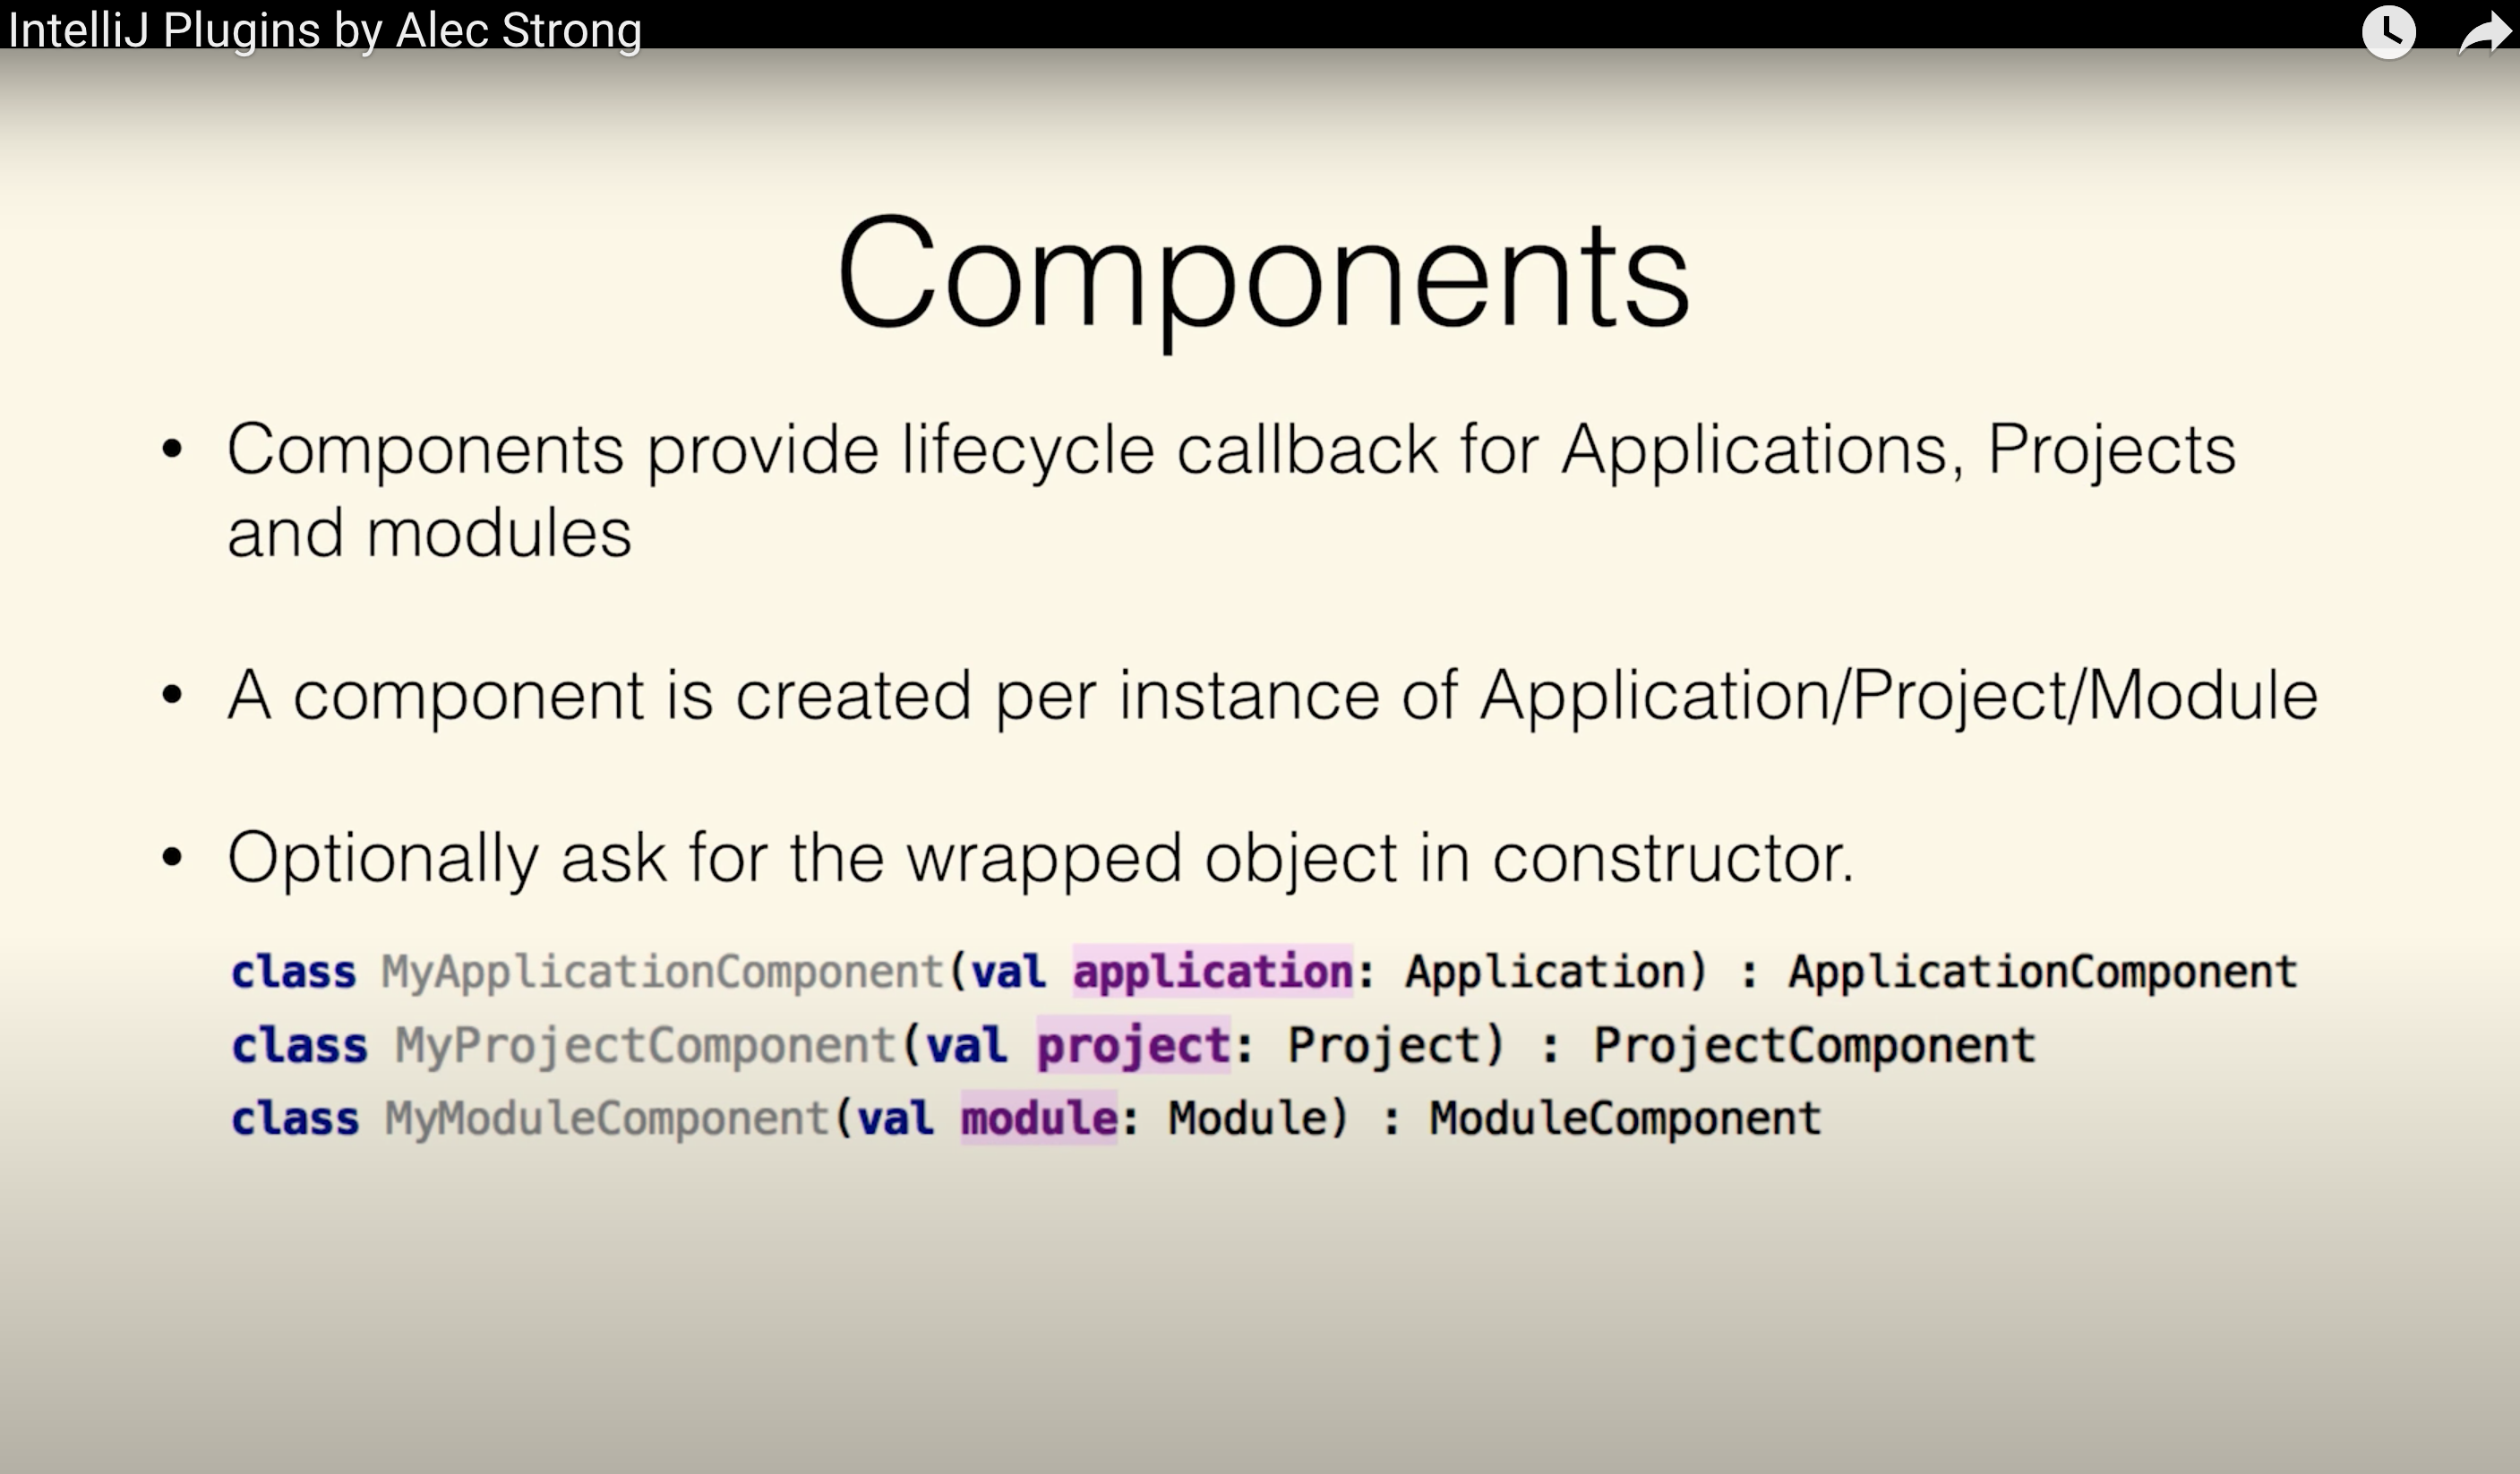 IntelliJ Plugins by Alec Strong
Components
• Components provide lifecycle callback for Applications, Projects
and modules
• A component is created per instance of Application/Project/Module
• Optionally ask for the wrapped object in constructor.
class MyApplicationComponent(val application: Application) : ApplicationComponent
class MyProjectComponent(val project: Project) : ProjectComponent
class MyModuleComponent(val module: Module) : ModuleComponent